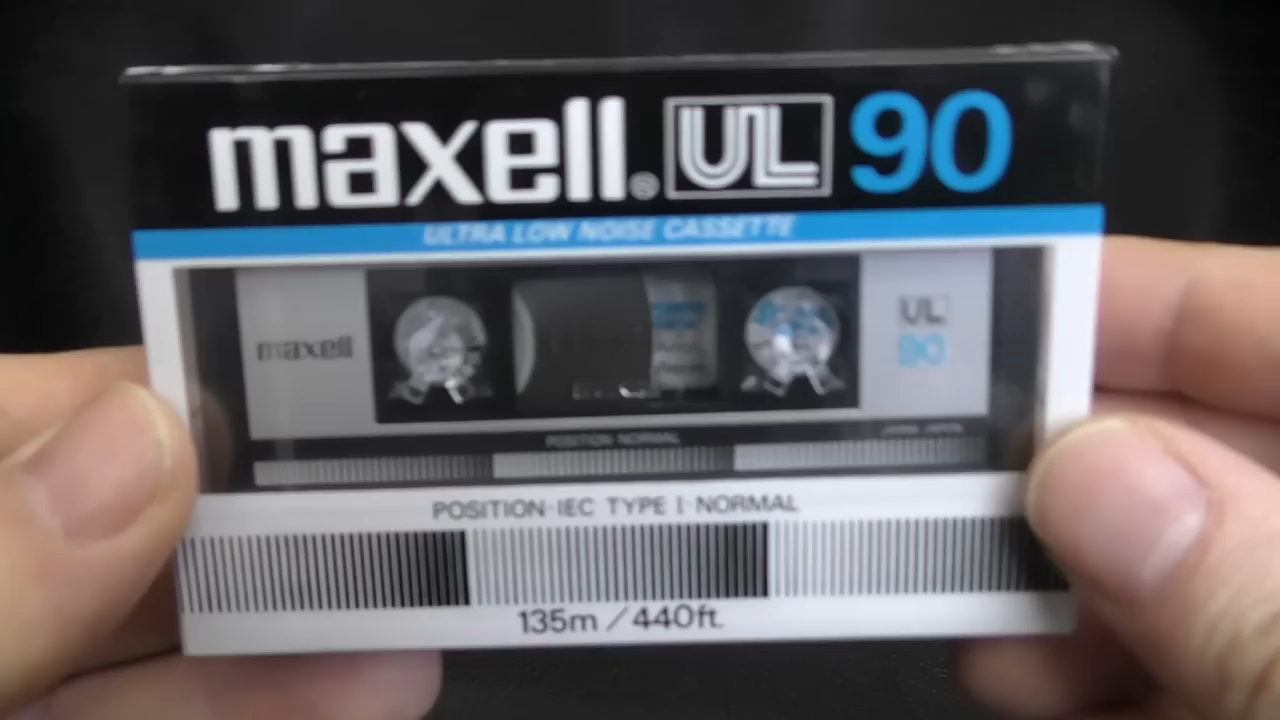 maxell® UL 90
ULTRA LOW NOISE CASSETTE
maxell
UL
90
POSITION NORMAL
POSITION·IEC TYPE I·NORMAL
135m/440ft.